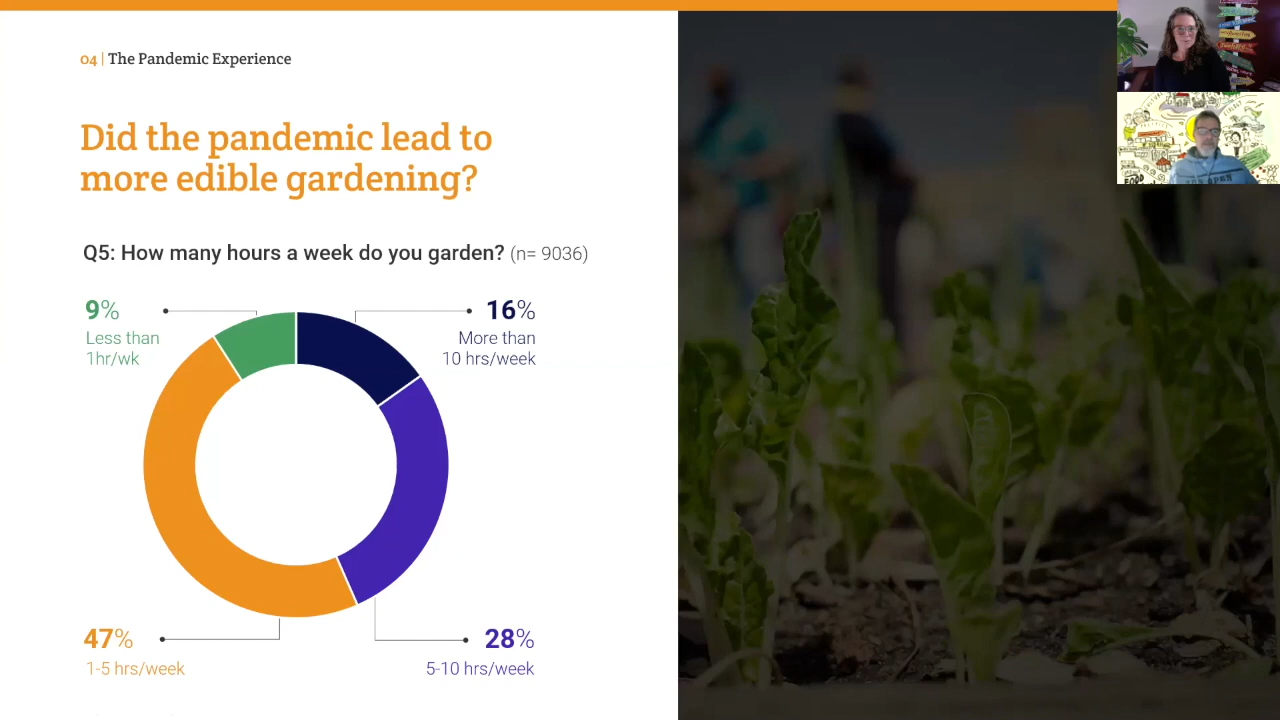 04 | The Pandemic Experience
Did the pandemic lead to
more edible gardening?
Q5: How many hours a week do you garden? (n= 9036)
9%
Less than
1hr/wk
16%
More than
10 hrs/week
47%
1-5 hrs/week
28%
5-10 hrs/week
FOOD